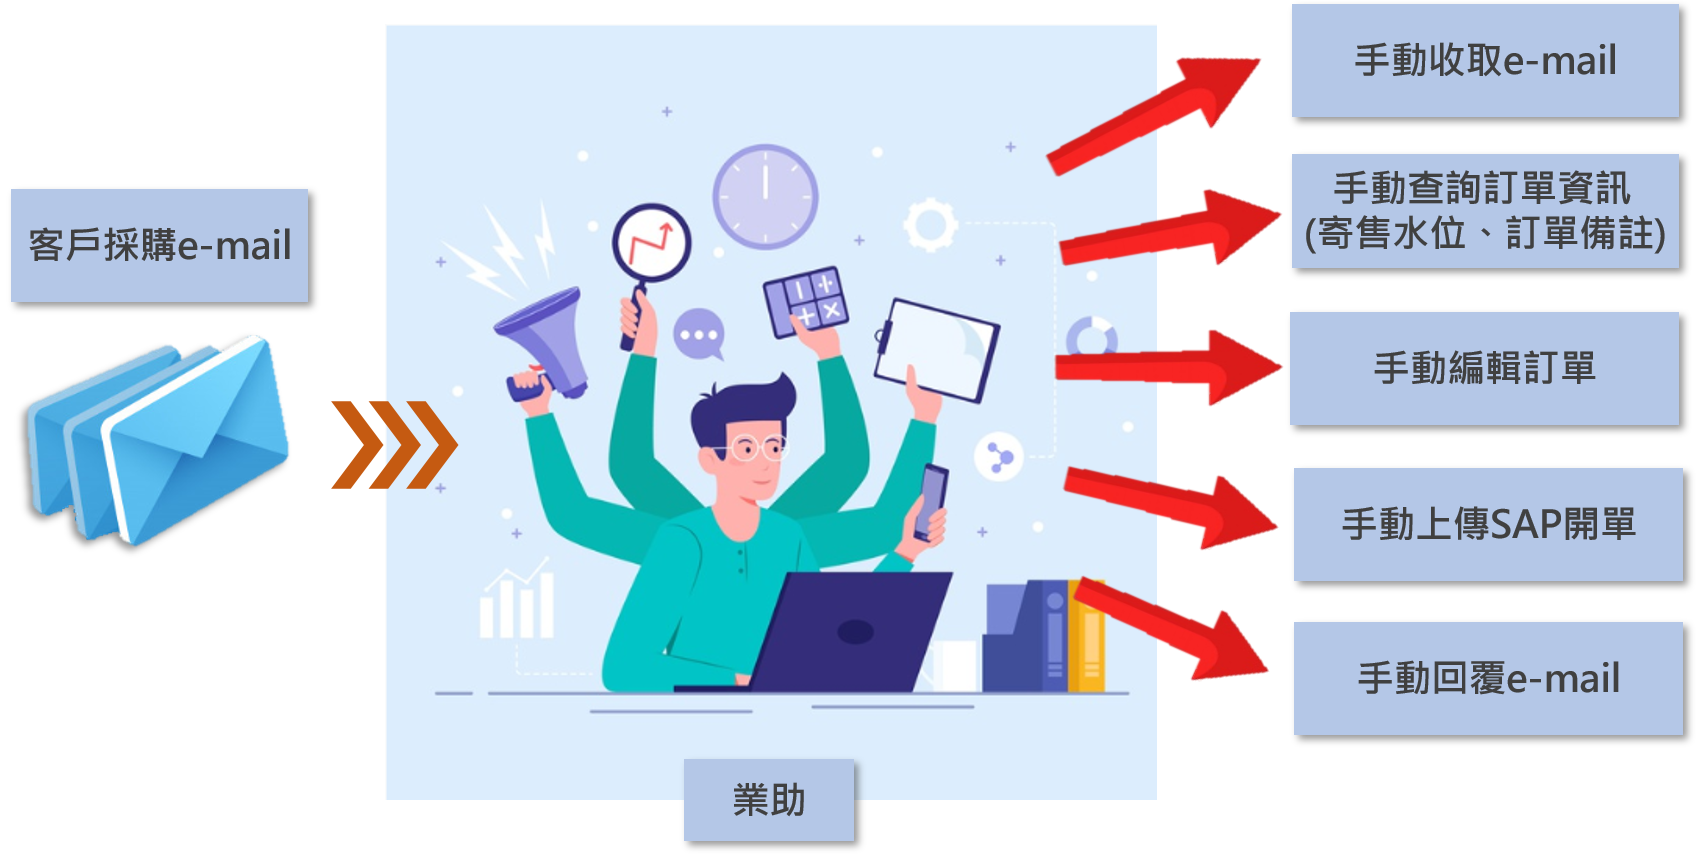 客戶採購e-mail
業助
手動收取e-mail
手動查詢訂單資訊
(寄售水位、訂單備註)
手動編輯訂單
手動上傳SAP開單
手動回覆e-mail